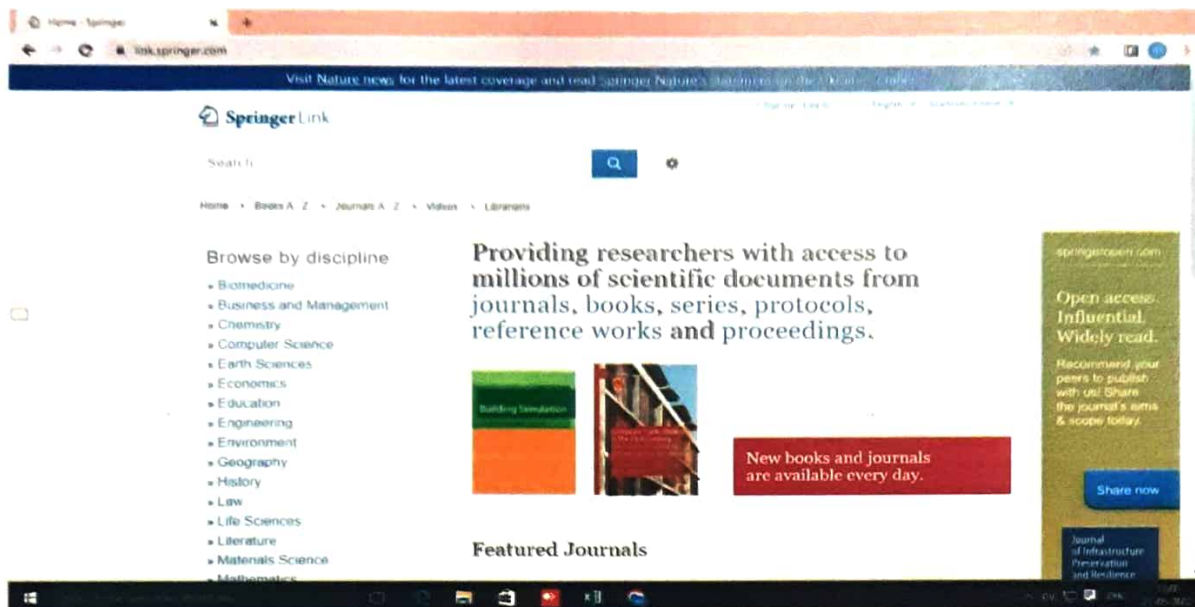 Home - Springer
link.springer.com
Visit Nature news for the latest coverage and read Springer Nature's statement on the
Springer Link
Search
Home • Books A - Z • Journals A - Z • Videos • Librarians
Browse by discipline
» Biomedicine
» Business and Management
» Chemistry
» Computer Science
» Earth Sciences
» Economics
» Education
» Engineering
» Environment
» Geography
» History
» Law
» Life Sciences
» Literature
» Materials Science
» Mathematics
Providing researchers with access to
millions of scientific documents from
journals, books, series, protocols,
reference works and proceedings.
Building Simulation
New books and journals
are available every day.
Featured Journals
springeropen.com
Open access.
Influential.
Widely read.
Recommend your
peers to publish
with us! Share
the journal's aims
& scope today.
Share now
Journal
of Infrastructure
Preservation
and Resilience